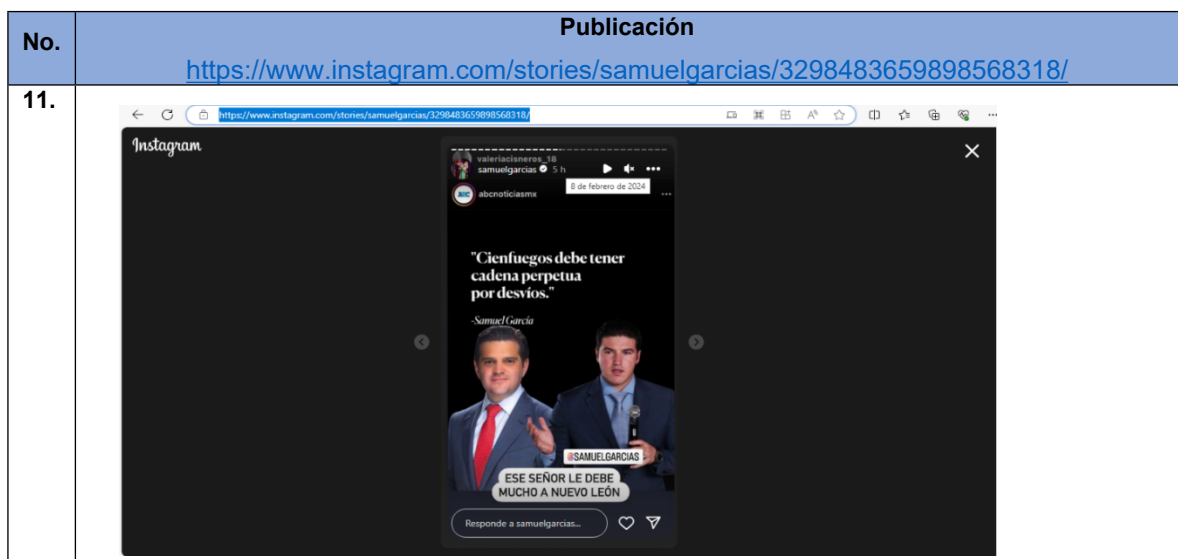 No.
Publicación
https://www.instagram.com/stories/samuelgarcias/3298483659898568318/
11.
https://www.instagram.com/stories/samuelgarcias/3298483659898568318/
Instagram
valeriacisneros_18
samuelgarcias 5 h
8 de febrero de 2024
ABC
abcnoticiasmx
"Cienfuegos debe tener
cadena perpetua
por desvíos."
-Samuel García
@SAMUELGARCIAS
ESE SEÑOR LE DEBE
MUCHO A NUEVO LEÓN
Responde a samuelgarcias...